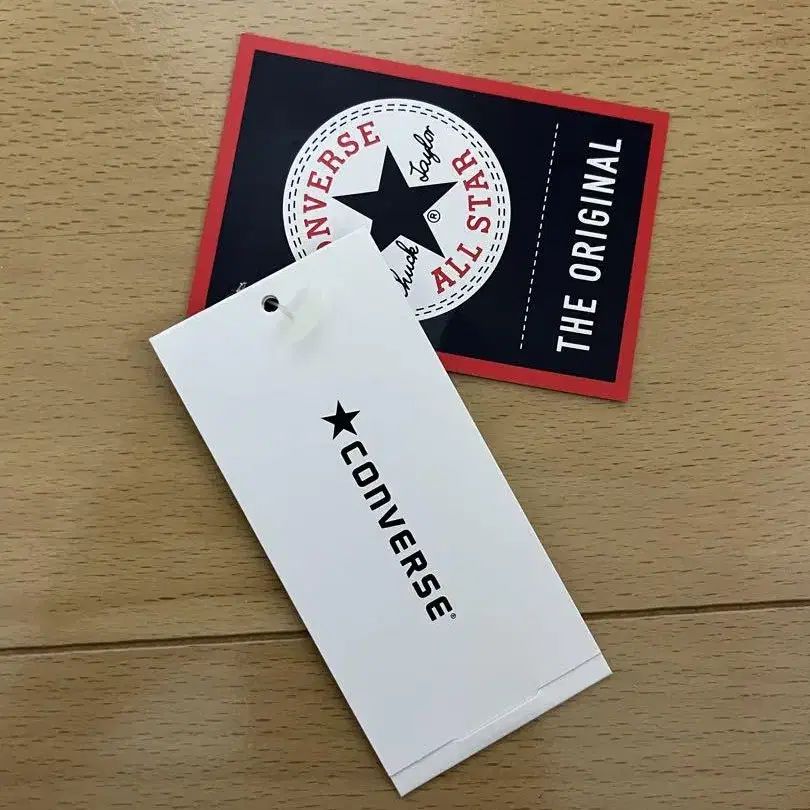 CONVERSE
ALL STAR
Chuck
Taylor
®
THE ORIGINAL
CONVERSE®